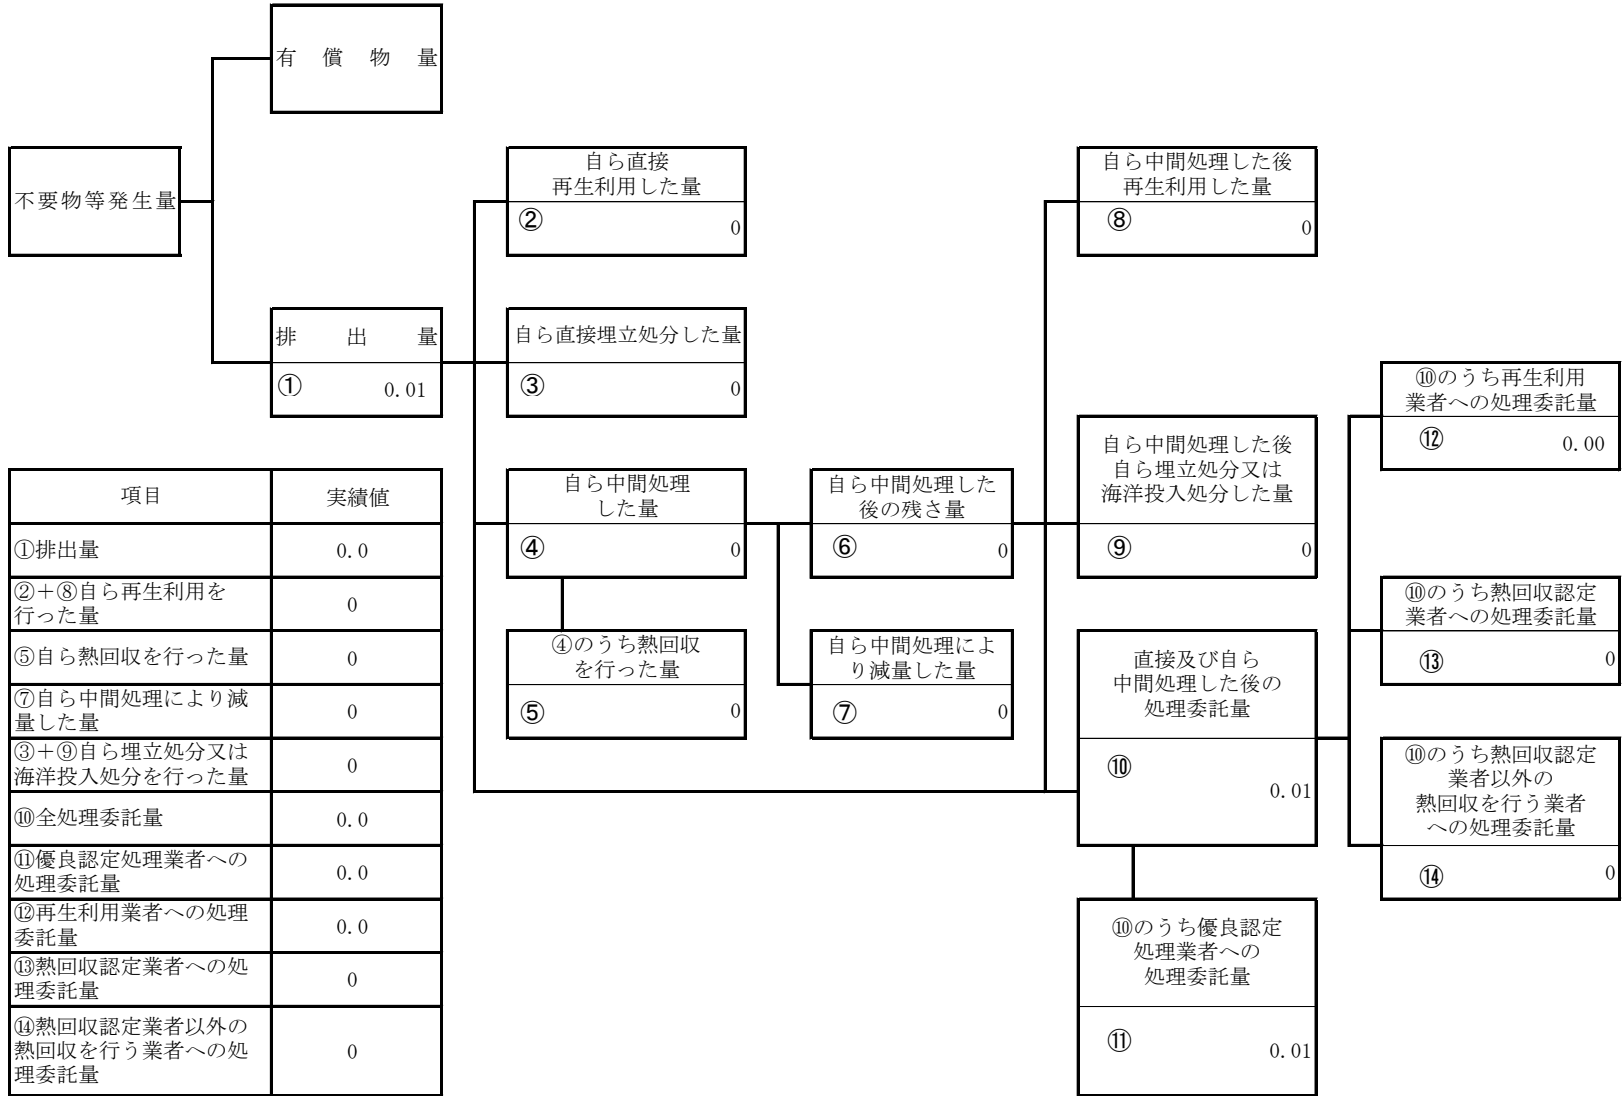 有償物量
不要物等発生量
排出量
① 0.01
自ら直接
再生利用した量
② 0
自ら直接埋立処分した量
③ 0
自ら中間処理
した量
④ 0
④のうち熱回収
を行った量
⑤ 0
自ら中間処理した
後の残さ量
⑥ 0
自ら中間処理によ
り減量した量
⑦ 0
自ら中間処理した後
再生利用した量
⑧ 0
自ら中間処理した後
自ら埋立処分又は
海洋投入処分した量
⑨ 0
直接及び自ら
中間処理した後の
処理委託量
⑩
0.01
⑩のうち優良認定
処理業者への
処理委託量
⑪ 0.01
⑩のうち再生利用
業者への処理委託量
⑫ 0.00
⑩のうち熱回収認定
業者への処理委託量
⑬ 0
⑩のうち熱回収認定
業者以外の
熱回収を行う業者
への処理委託量
⑭ 0
項目 実績値
①排出量 0.0
②+⑧自ら再生利用を
行った量 0
⑤自ら熱回収を行った量 0
⑦自ら中間処理により減
量した量 0
③+⑨自ら埋立処分又は
海洋投入処分を行った量 0
⑩全処理委託量 0.0
⑪優良認定処理業者への
処理委託量 0.0
⑫再生利用業者への処理
委託量 0.0
⑬熱回収認定業者への処
理委託量 0
⑭熱回収認定業者以外の
熱回収を行う業者への処 0
理委託量